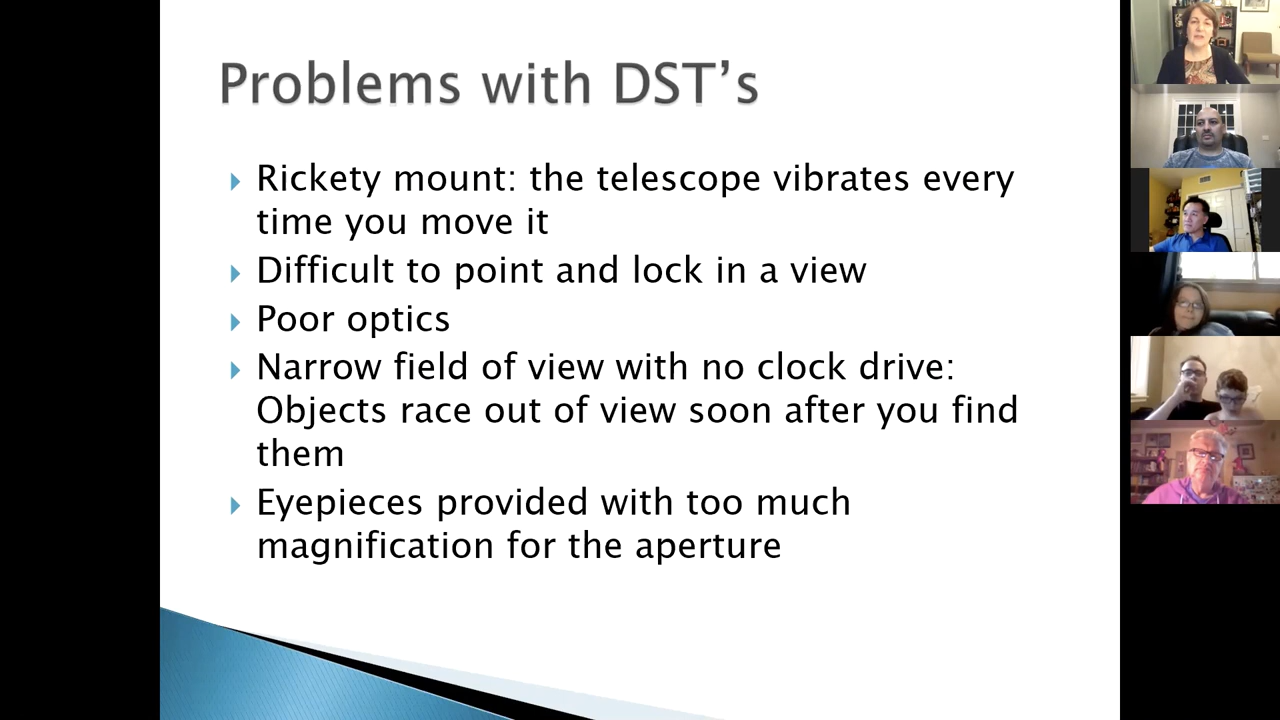 Problems with DST’s
Rickety mount: the telescope vibrates every
time you move it
Difficult to point and lock in a view
Poor optics
Narrow field of view with no clock drive:
Objects race out of view soon after you find
them
Eyepieces provided with too much
magnification for the aperture